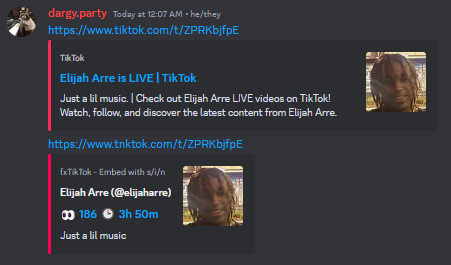 dargy.party Today at 12:07 AM • he/they
https://www.tiktok.com/t/ZPRKbjfpE
TikTok
Elijah Arre is LIVE | TikTok
Just a lil music. | Check out Elijah Arre LIVE videos on TikTok!
Watch, follow, and discover the latest content from Elijah Arre.
https://www.tnktok.com/t/ZPRKbjfpE
fxTikTok - Embed with s/i/n
Elijah Arre (@elijaharre)
👀 186 🕒 3h 50m
Just a lil music